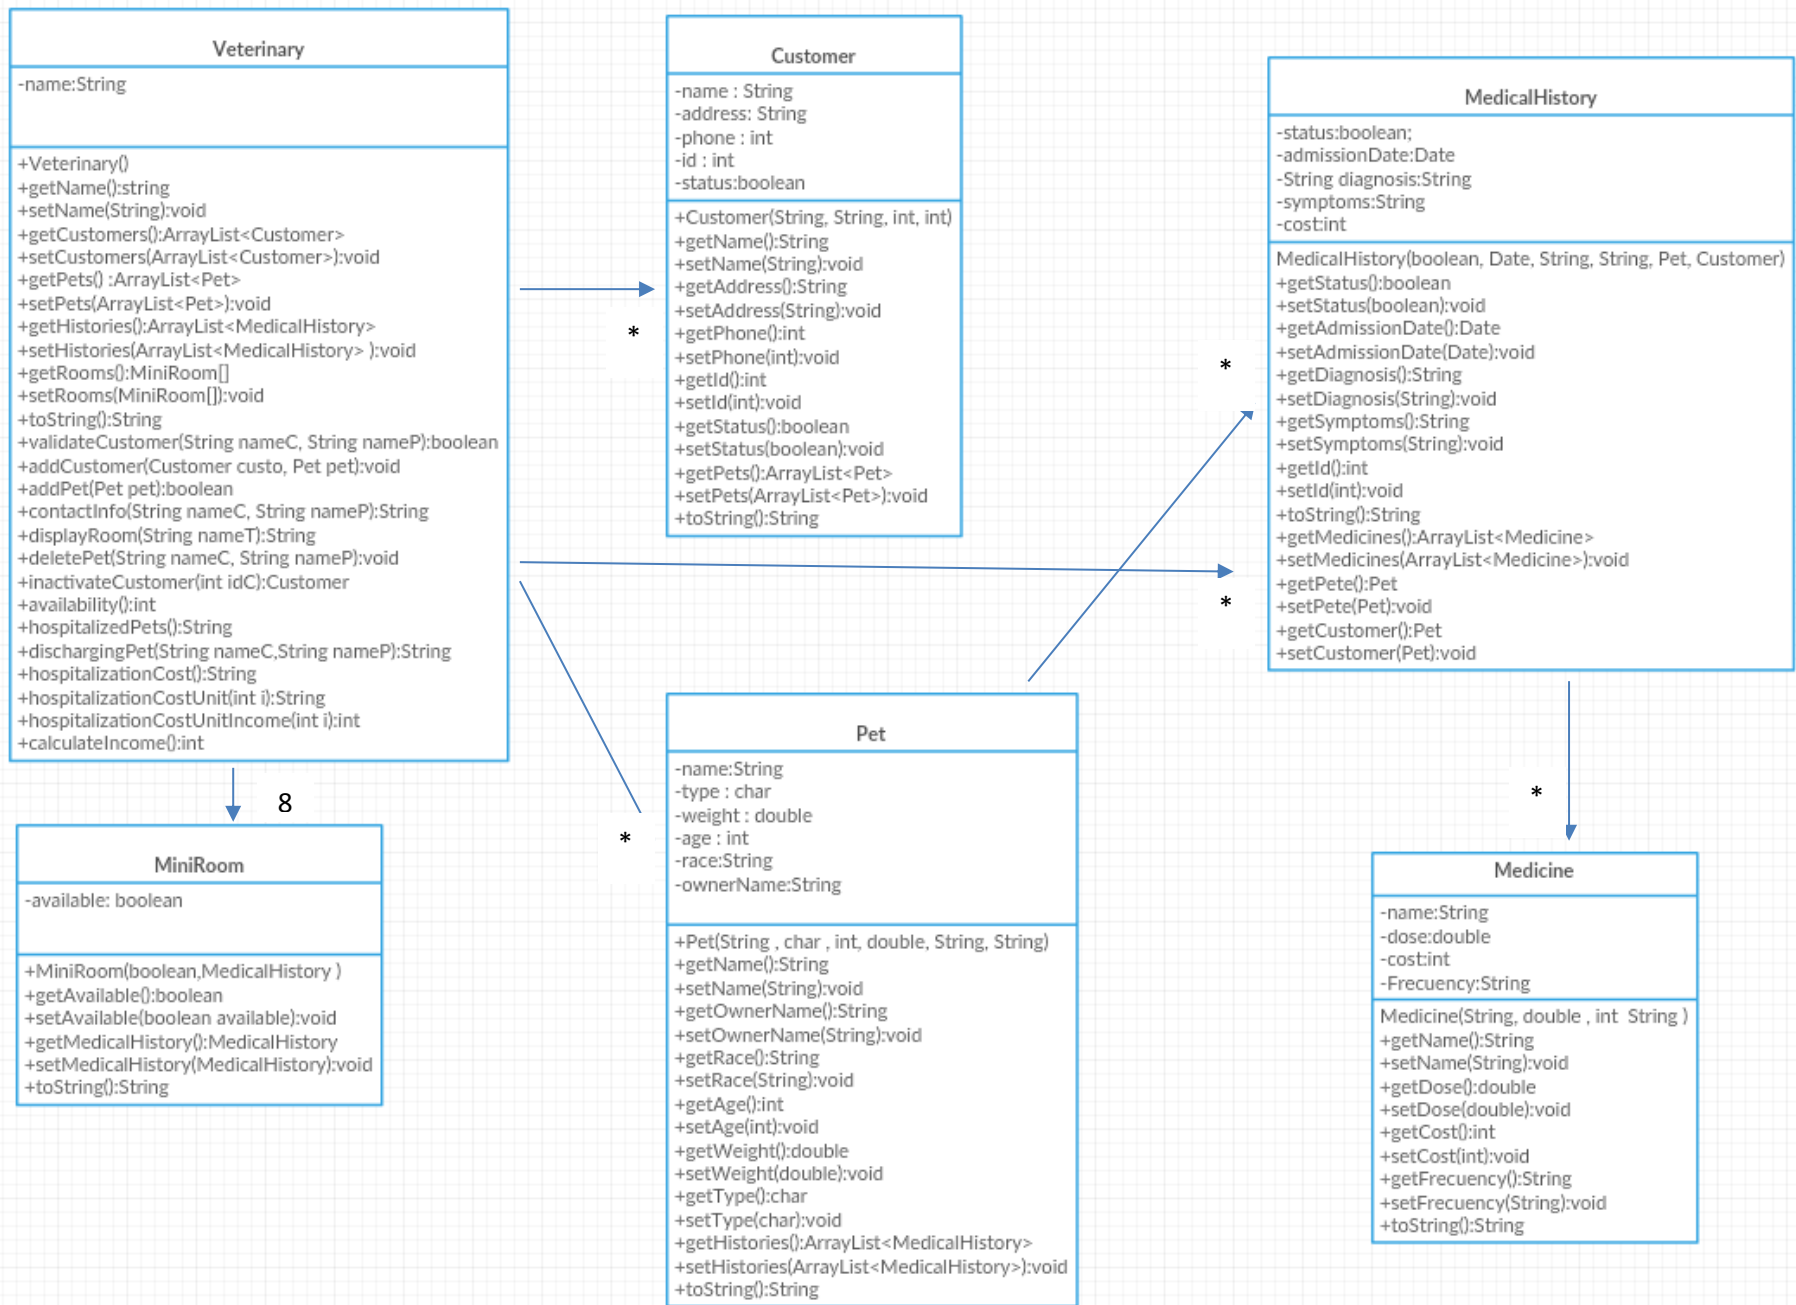 Veterinary
-name:String
+Veterinary()
+getName():string
+setName(String):void
+getCustomers():ArrayList<Customer>
+setCustomers(ArrayList<Customer>):void
+getPets() :ArrayList<Pet>
+setPets(ArrayList<Pet>):void
+getHistories():ArrayList<MedicalHistory>
+setHistories(ArrayList<MedicalHistory> ):void
+getRooms():MiniRoom[]
+setRooms(MiniRoom[]):void
+toString():String
+validateCustomer(String nameC, String nameP):boolean
+addCustomer(Customer custo, Pet pet):void
+addPet(Pet pet):boolean
+contactInfo(String nameC, String nameP):String
+displayRoom(String nameT):String
+deletePet(String nameC, String nameP):void
+inactivateCustomer(int idC):Customer
+availability():int
+hospitalizedPets():String
+dischargingPet(String nameC,String nameP):String
+hospitalizationCost():String
+hospitalizationCostUnit(int i):String
+hospitalizationCostUnitIncome(int i):int
+calculateIncome():int
8
MiniRoom
-available: boolean
+MiniRoom(boolean,MedicalHistory )
+getAvailable():boolean
+setAvailable(boolean available):void
+getMedicalHistory():MedicalHistory
+setMedicalHistory(MedicalHistory):void
+toString():String
Customer
-name : String
-address: String
-phone : int
-id : int
-status:boolean
+Customer(String, String, int, int)
+getName():String
+setName(String):void
+getAddress():String
+setAddress(String):void
+getPhone():int
+setPhone(int):void
+getId():int
+setId(int):void
+getStatus():boolean
+setStatus(boolean):void
+getPets():ArrayList<Pet>
+setPets(ArrayList<Pet>):void
+toString():String
*
*
*
*
Pet
-name:String
-type : char
-weight : double
-age : int
-race:String
-ownerName:String
+Pet(String , char , int, double, String, String)
+getName():String
+setName(String):void
+getOwnerName():String
+setOwnerName(String):void
+getRace():String
+setRace(String):void
+getAge():int
+setAge(int):void
+getWeight():double
+setWeight(double):void
+getType():char
+setType(char):void
+getHistories():ArrayList<MedicalHistory>
+setHistories(ArrayList<MedicalHistory>):void
+toString():String
MedicalHistory
-status:boolean;
-admissionDate:Date
-String diagnosis:String
-symptoms:String
-cost:int
MedicalHistory(boolean, Date, String, String, Pet, Customer)
+getStatus():boolean
+setStatus(boolean):void
+getAdmissionDate():Date
+setAdmissionDate(Date):void
+getDiagnosis():String
+setDiagnosis(String):void
+getSymptoms():String
+setSymptoms(String):void
+getId():int
+setId(int):void
+toString():String
+getMedicines():ArrayList<Medicine>
+setMedicines(ArrayList<Medicine>):void
+getPete():Pet
+setPete(Pet):void
+getCustomer():Pet
+setCustomer(Pet):void
*
Medicine
-name:String
-dose:double
-cost:int
-Frecuency:String
Medicine(String, double , int  String )
+getName():String
+setName(String):void
+getDose():double
+setDose(double):void
+getCost():int
+setCost(int):void
+getFrecuency():String
+setFrecuency(String):void
+toString():String